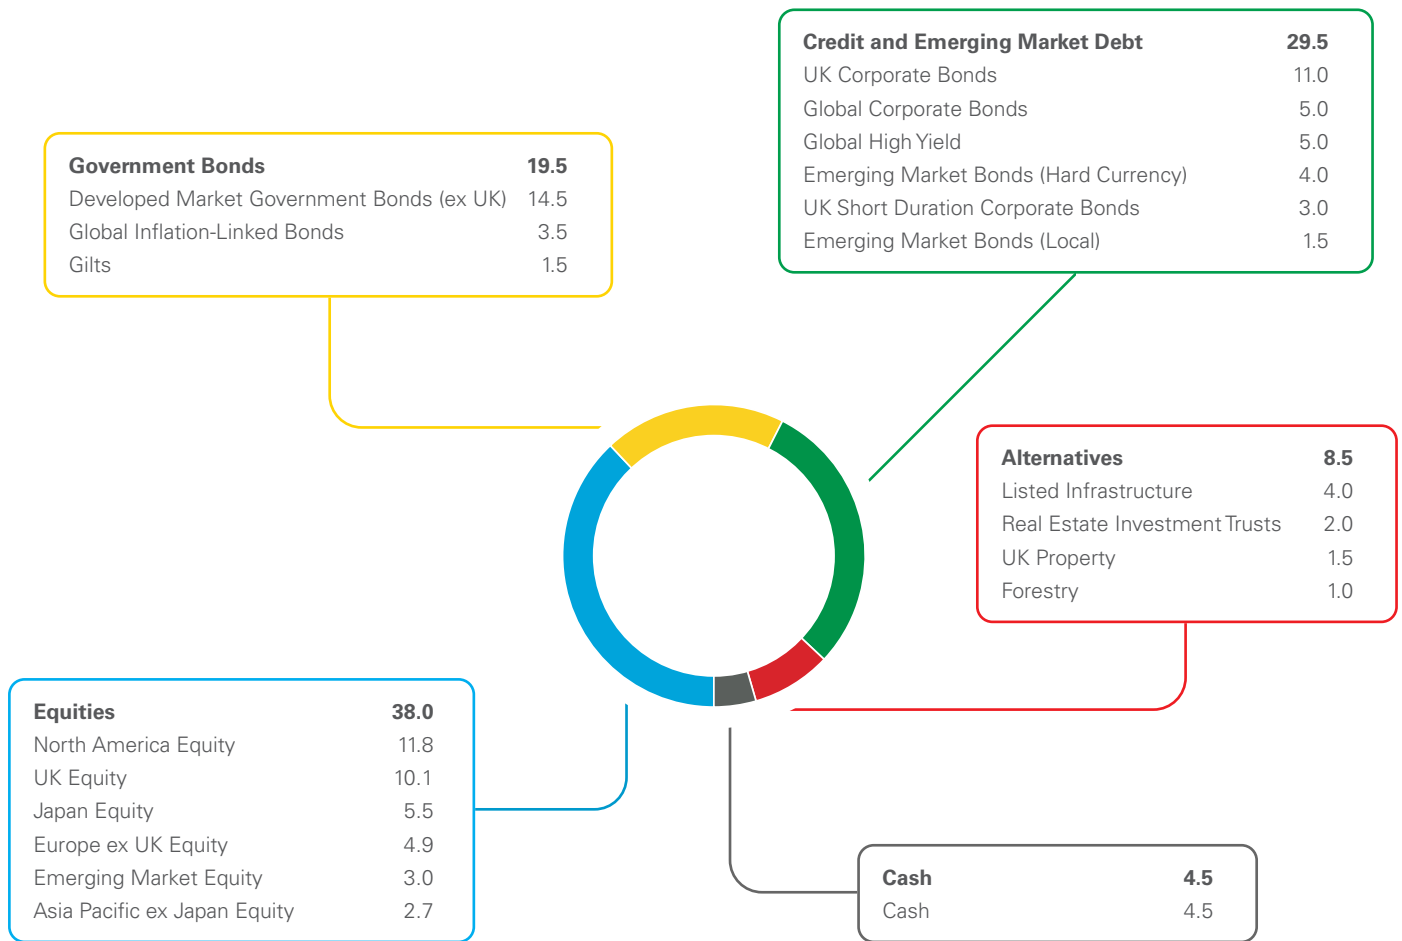 Credit and Emerging Market Debt 29.5
UK Corporate Bonds 11.0
Global Corporate Bonds 5.0
Global High Yield 5.0
Emerging Market Bonds (Hard Currency) 4.0
UK Short Duration Corporate Bonds 3.0
Emerging Market Bonds (Local) 1.5
Government Bonds 19.5
Developed Market Government Bonds (ex UK) 14.5
Global Inflation-Linked Bonds 3.5
Gilts 1.5
Alternatives 8.5
Listed Infrastructure 4.0
Real Estate Investment Trusts 2.0
UK Property 1.5
Forestry 1.0
Equities 38.0
North America Equity 11.8
UK Equity 10.1
Japan Equity 5.5
Europe ex UK Equity 4.9
Emerging Market Equity 3.0
Asia Pacific ex Japan Equity 2.7
Cash 4.5
Cash 4.5